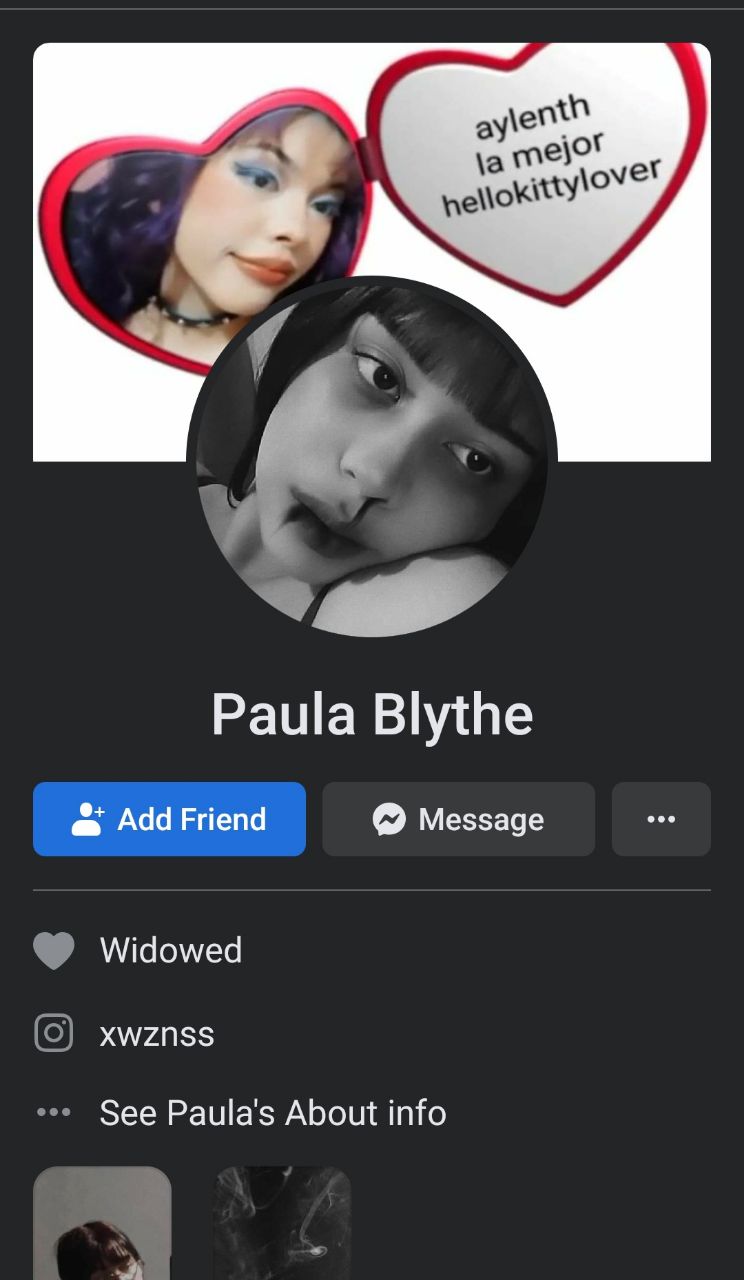 aylenth
la mejor
hellokittylover
Paula Blythe
Add Friend
Message
Widowed
xwznss
See Paula's About info